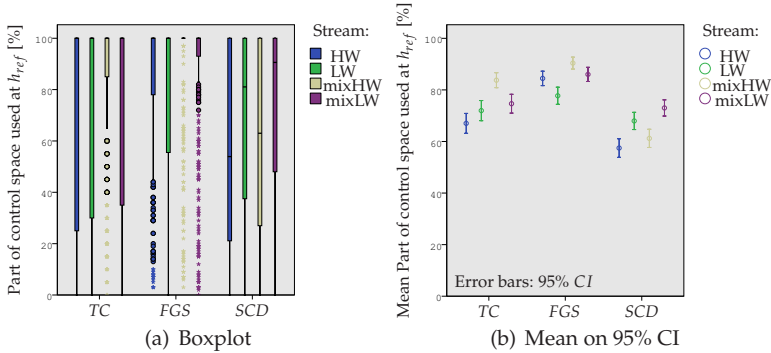 Part of control space used at h_ref [%]
100
80
60
40
20
0
TC FGS SCD
Stream:
HW
LW
mixHW
mixLW
(a) Boxplot
Mean Part of control space used at h_ref [%]
100
80
60
40
20
0
Error bars: 95% CI
TC FGS SCD
Stream:
HW
LW
mixHW
mixLW
(b) Mean on 95% CI